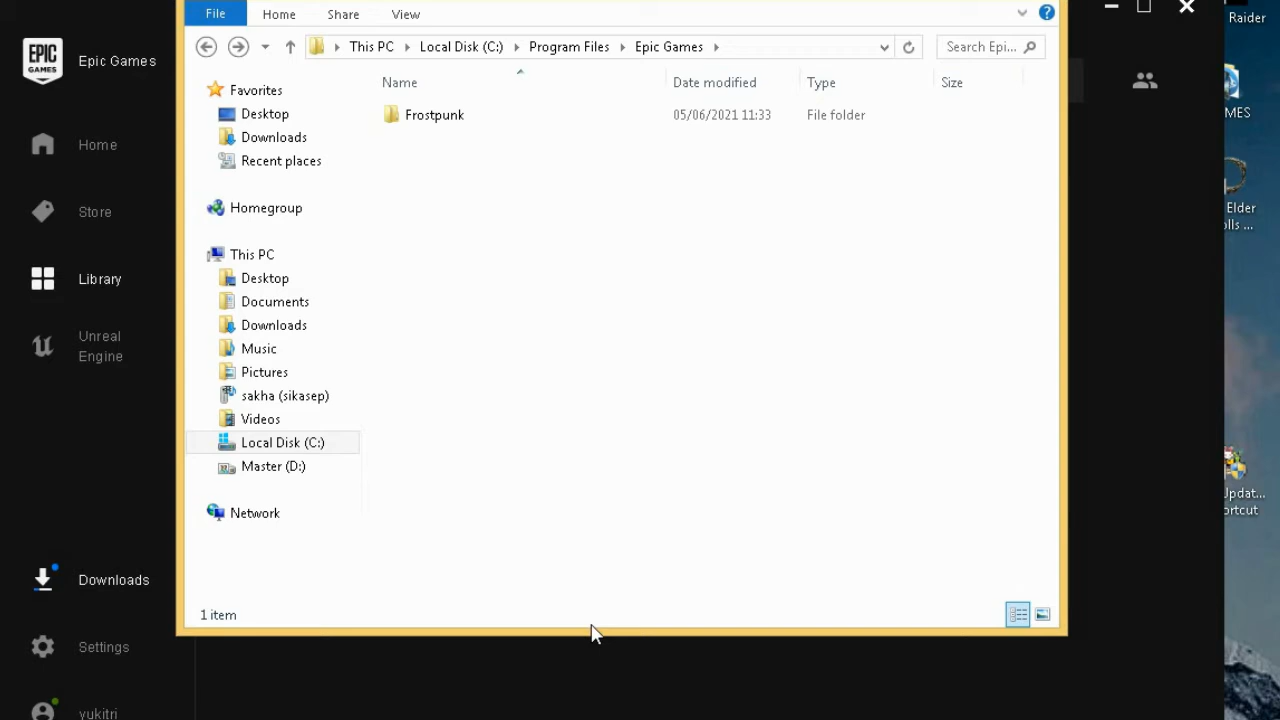 File Home Share View
Raider
This PC Local Disk (C:) Program Files Epic Games Search Epi...
EPIC GAMES
Epic Games
Home
Store
Library
Unreal Engine
Downloads
Settings
yukitri
Favorites
Desktop
Downloads
Recent places
Homegroup
This PC
Desktop
Documents
Downloads
Music
Pictures
sakha (sikasep)
Videos
Local Disk (C:)
Master (D:)
Network
Name Date modified Type Size
Frostpunk 05/06/2021 11:33 File folder
1 item
MES
Elder
lls ...
Updat...
ortcut